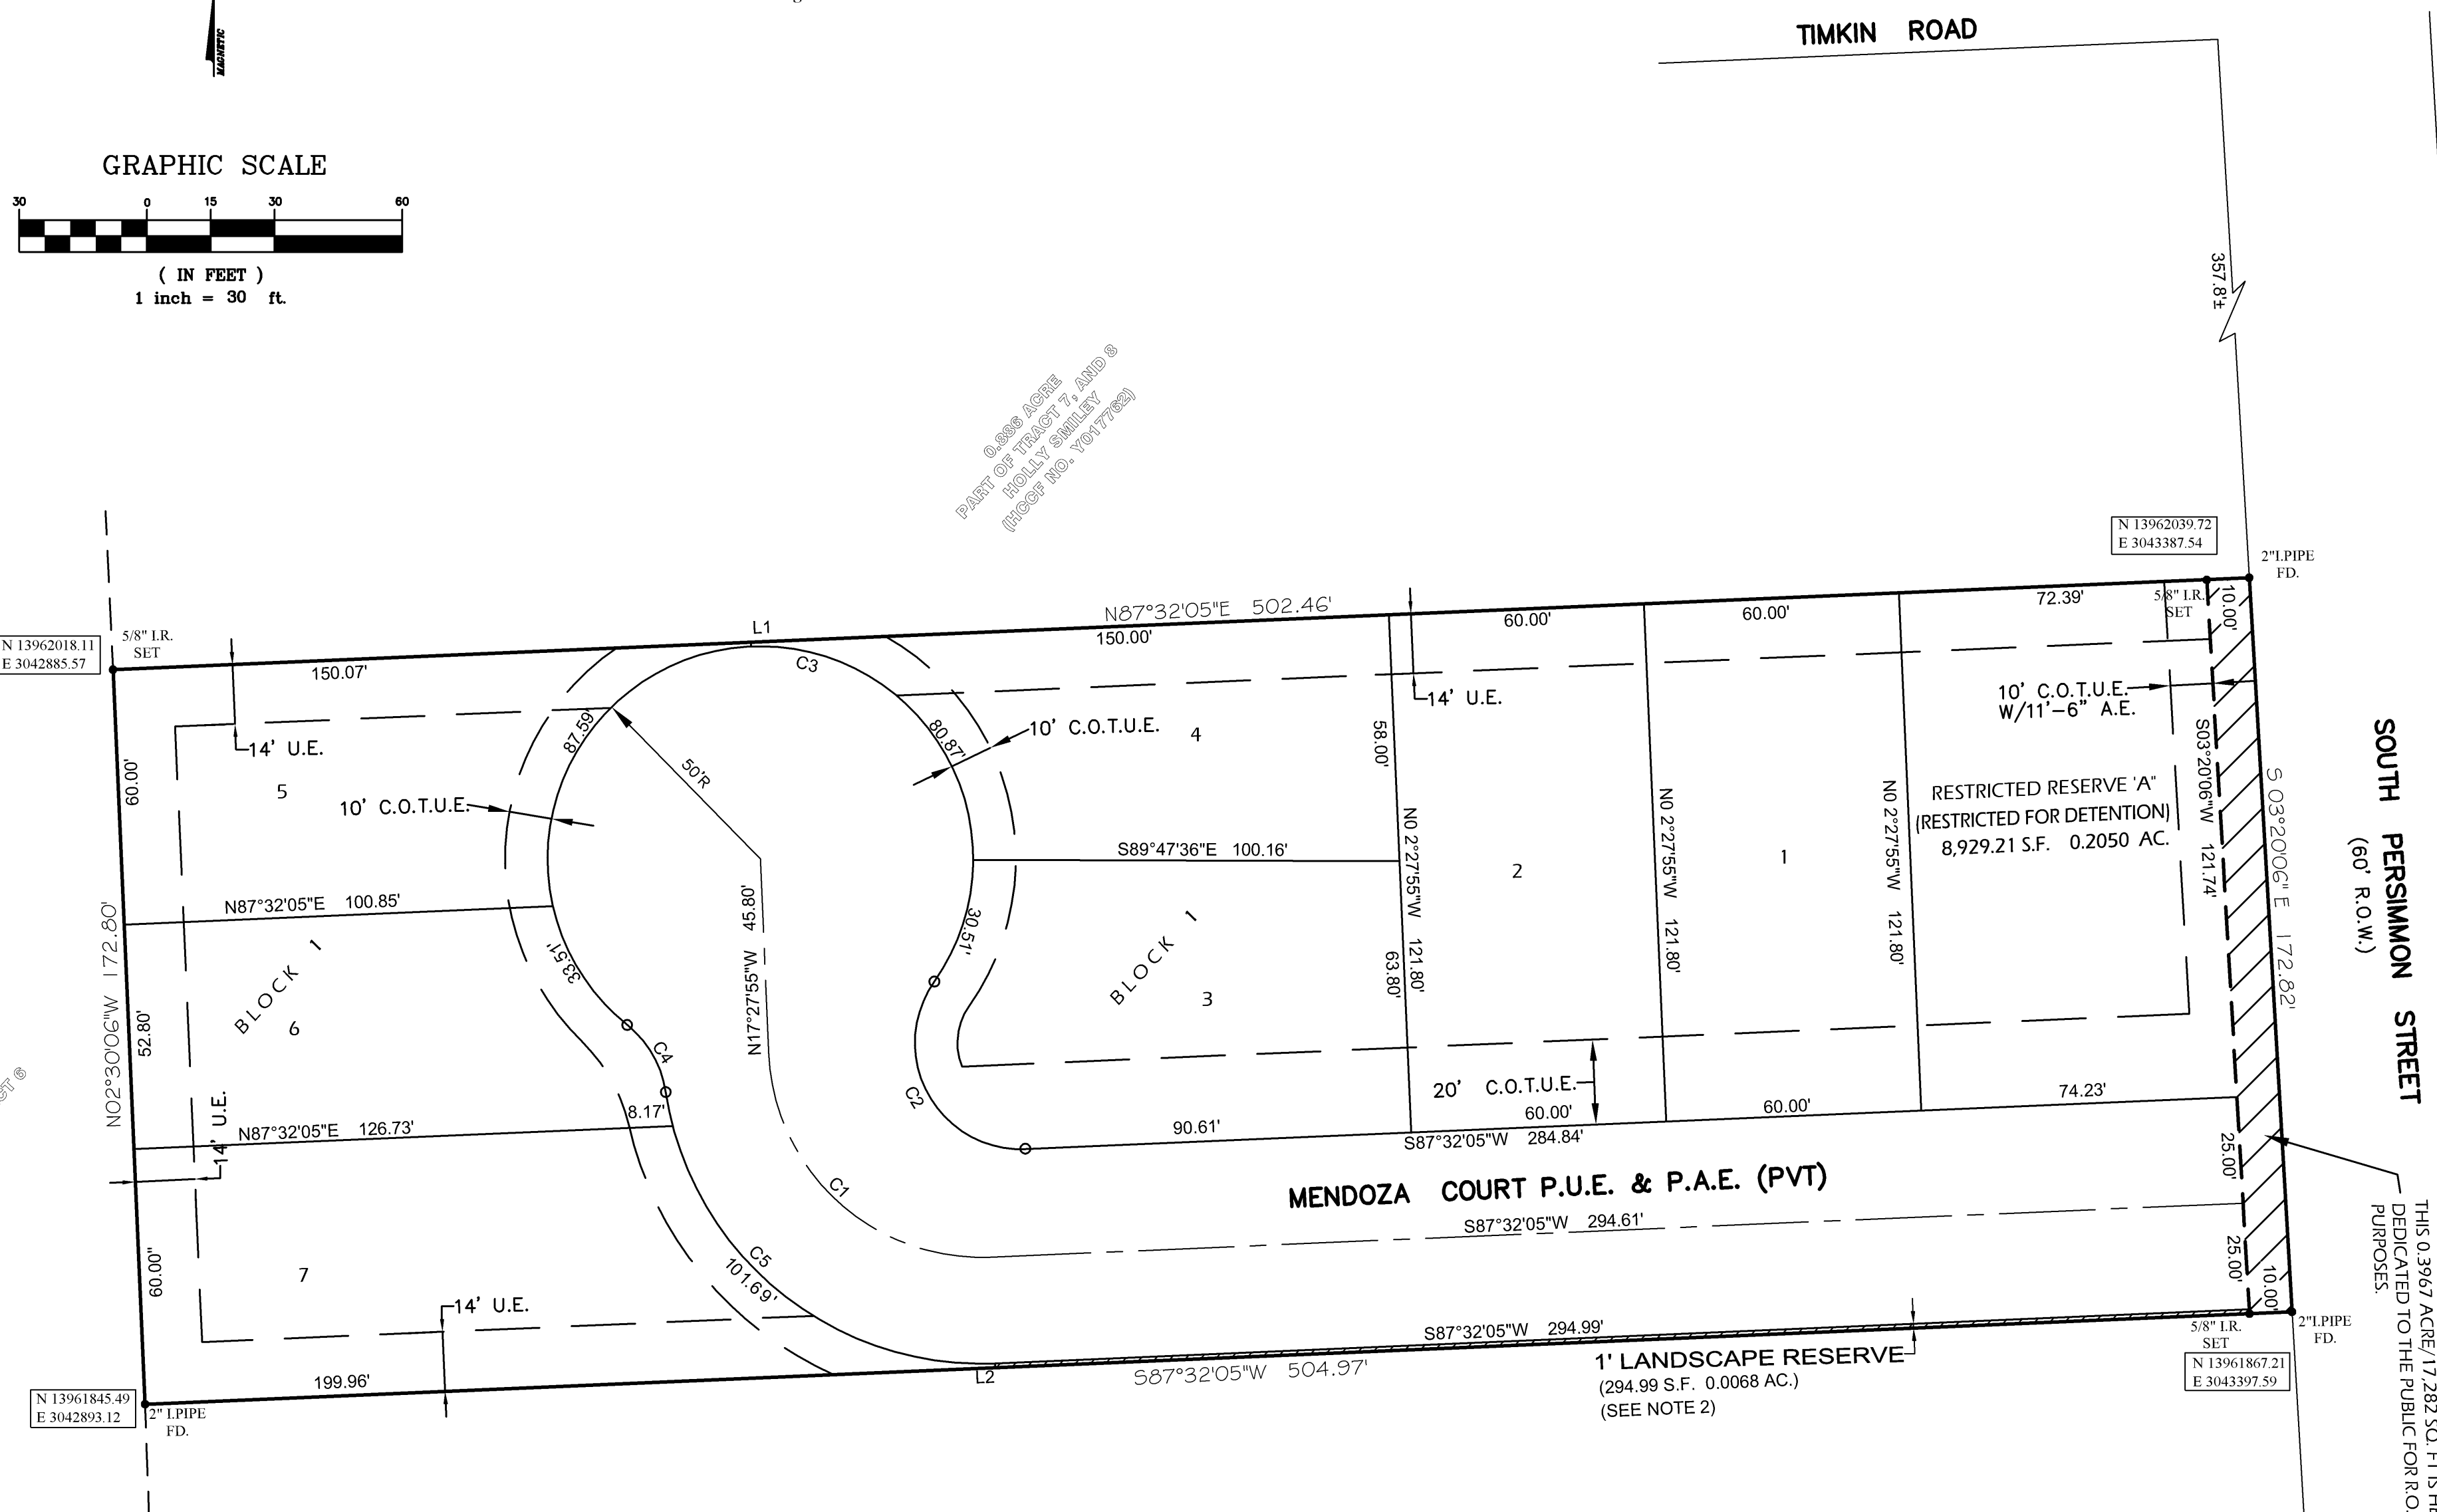 MAGNETIC
TIMKIN ROAD
GRAPHIC SCALE
30 0 15 30 60
( IN FEET )
1 inch = 30 ft.
357.8'±
0.886 ACRE
PART OF TRACT 7, AND 8
HOLLY SMILEY
(HCCF NO. Y017762)
N 13962039.72
E 3043387.54
2"I.PIPE
FD.
N 13962018.11
E 3042885.57
5/8" I.R.
SET
L1
N87°32'05"E 502.46'
150.07'
C3
150.00'
60.00'
60.00'
72.39'
5/8" I.R.
SET
10.00'
14' U.E.
5
60.00'
87.59'
50'R
10' C.O.T.U.E.
80.87'
10' C.O.T.U.E.
4
58.00'
14' U.E.
10' C.O.T.U.E.
W/11'-6" A.E.
S03°20'06"W 121.74'
S 03°20'06" E 172.82'
SOUTH PERSIMMON STREET
(60' R.O.W.)
RESTRICTED RESERVE 'A"
(RESTRICTED FOR DETENTION)
8,929.21 S.F. 0.2050 AC.
S89°47'36"E 100.16'
2
1
N0 2°27'55"W 121.80'
N0 2°27'55"W 121.80'
N0 2°27'55"W 121.80'
N87°32'05"E 100.85'
N02°30'06"W 172.80'
BLOCK 1
6
52.80'
33.51'
N17°27'55"W 45.80'
30.51'
BLOCK 1
3
63.80'
C4
C2
14' U.E.
N87°32'05"E 126.73'
8.17'
20' C.O.T.U.E.
90.61'
60.00'
60.00'
74.23'
S87°32'05"W 284.84'
25.00'
MENDOZA COURT P.U.E. & P.A.E. (PVT)
C1
S87°32'05"W 294.61'
25.00'
10.00'
THIS 0.3967 ACRE/17,282 SQ. FT IS
DEDICATED TO THE PUBLIC FOR
PURPOSES.
60.00"
7
C5
101.69'
14' U.E.
S87°32'05"W 294.99'
5/8" I.R.
SET
2"I.PIPE
FD.
1' LANDSCAPE RESERVE
(294.99 S.F. 0.0068 AC.)
(SEE NOTE 2)
N 13961867.21
E 3043397.59
199.96'
L2
S87°32'05"W 504.97'
N 13961845.49
E 3042893.12
2" I.PIPE
FD.